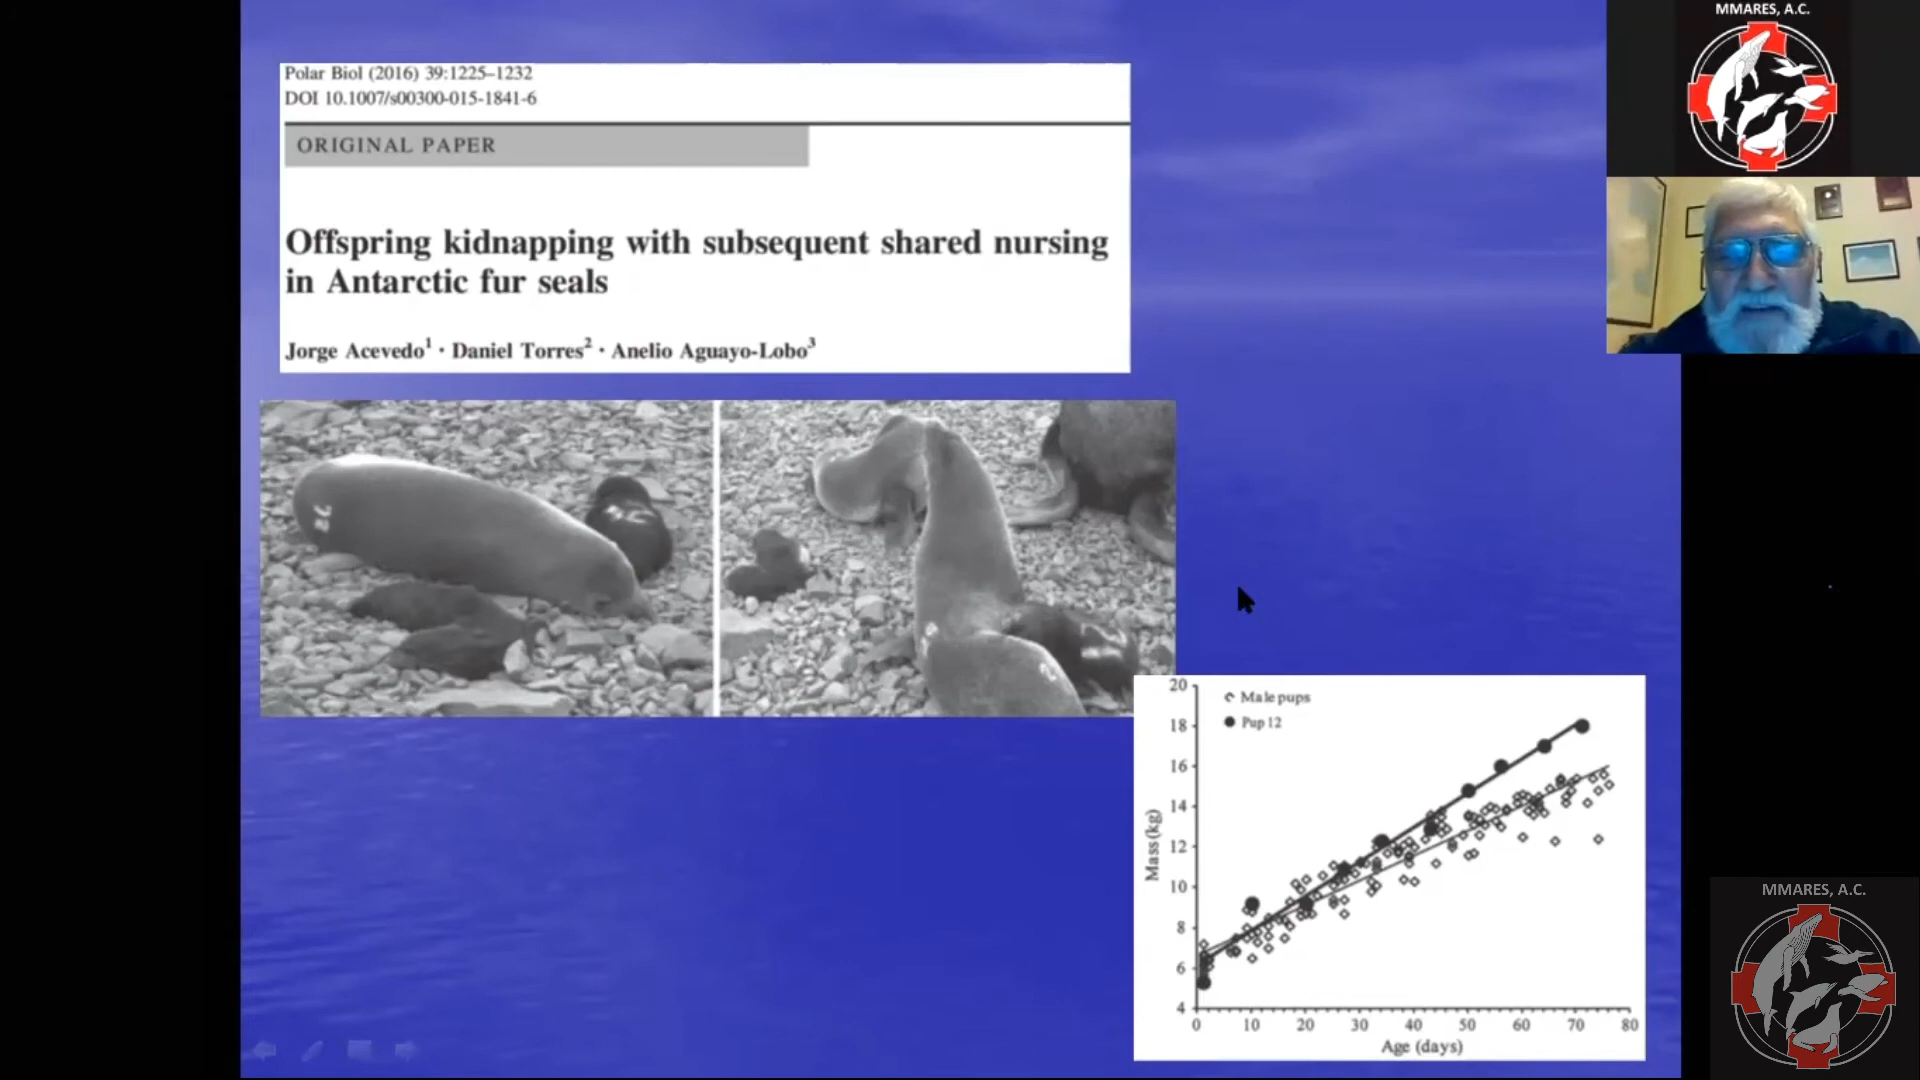 MMARES, A.C.
Polar Biol (2016) 39:1225–1232
DOI 10.1007/s00300-015-1841-6
ORIGINAL PAPER
Offspring kidnapping with subsequent shared nursing
in Antarctic fur seals
Jorge Acevedo1 · Daniel Torres2 · Anelio Aguayo-Lobo3
20
18
16
14
12
10
8
6
4
Mass (kg)
Male pups
Pup 12
0 10 20 30 40 50 60 70 80
Age (days)
MMARES, A.C.